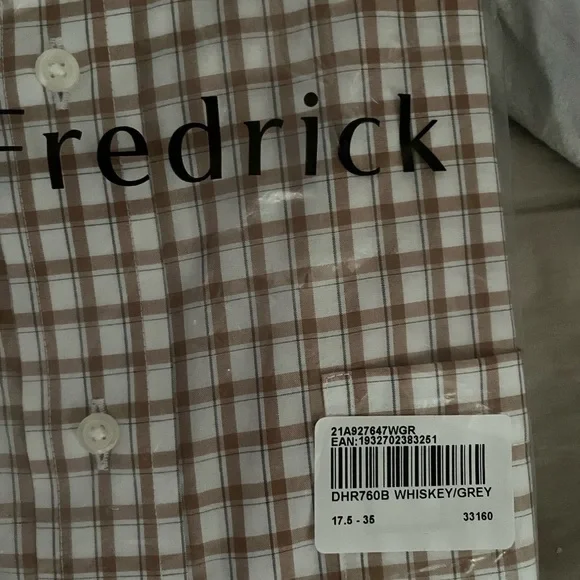 Fredrick
21A927647WGR
EAN:1932702383251
DHR760B WHISKEY/GREY
17.5 - 35 33160